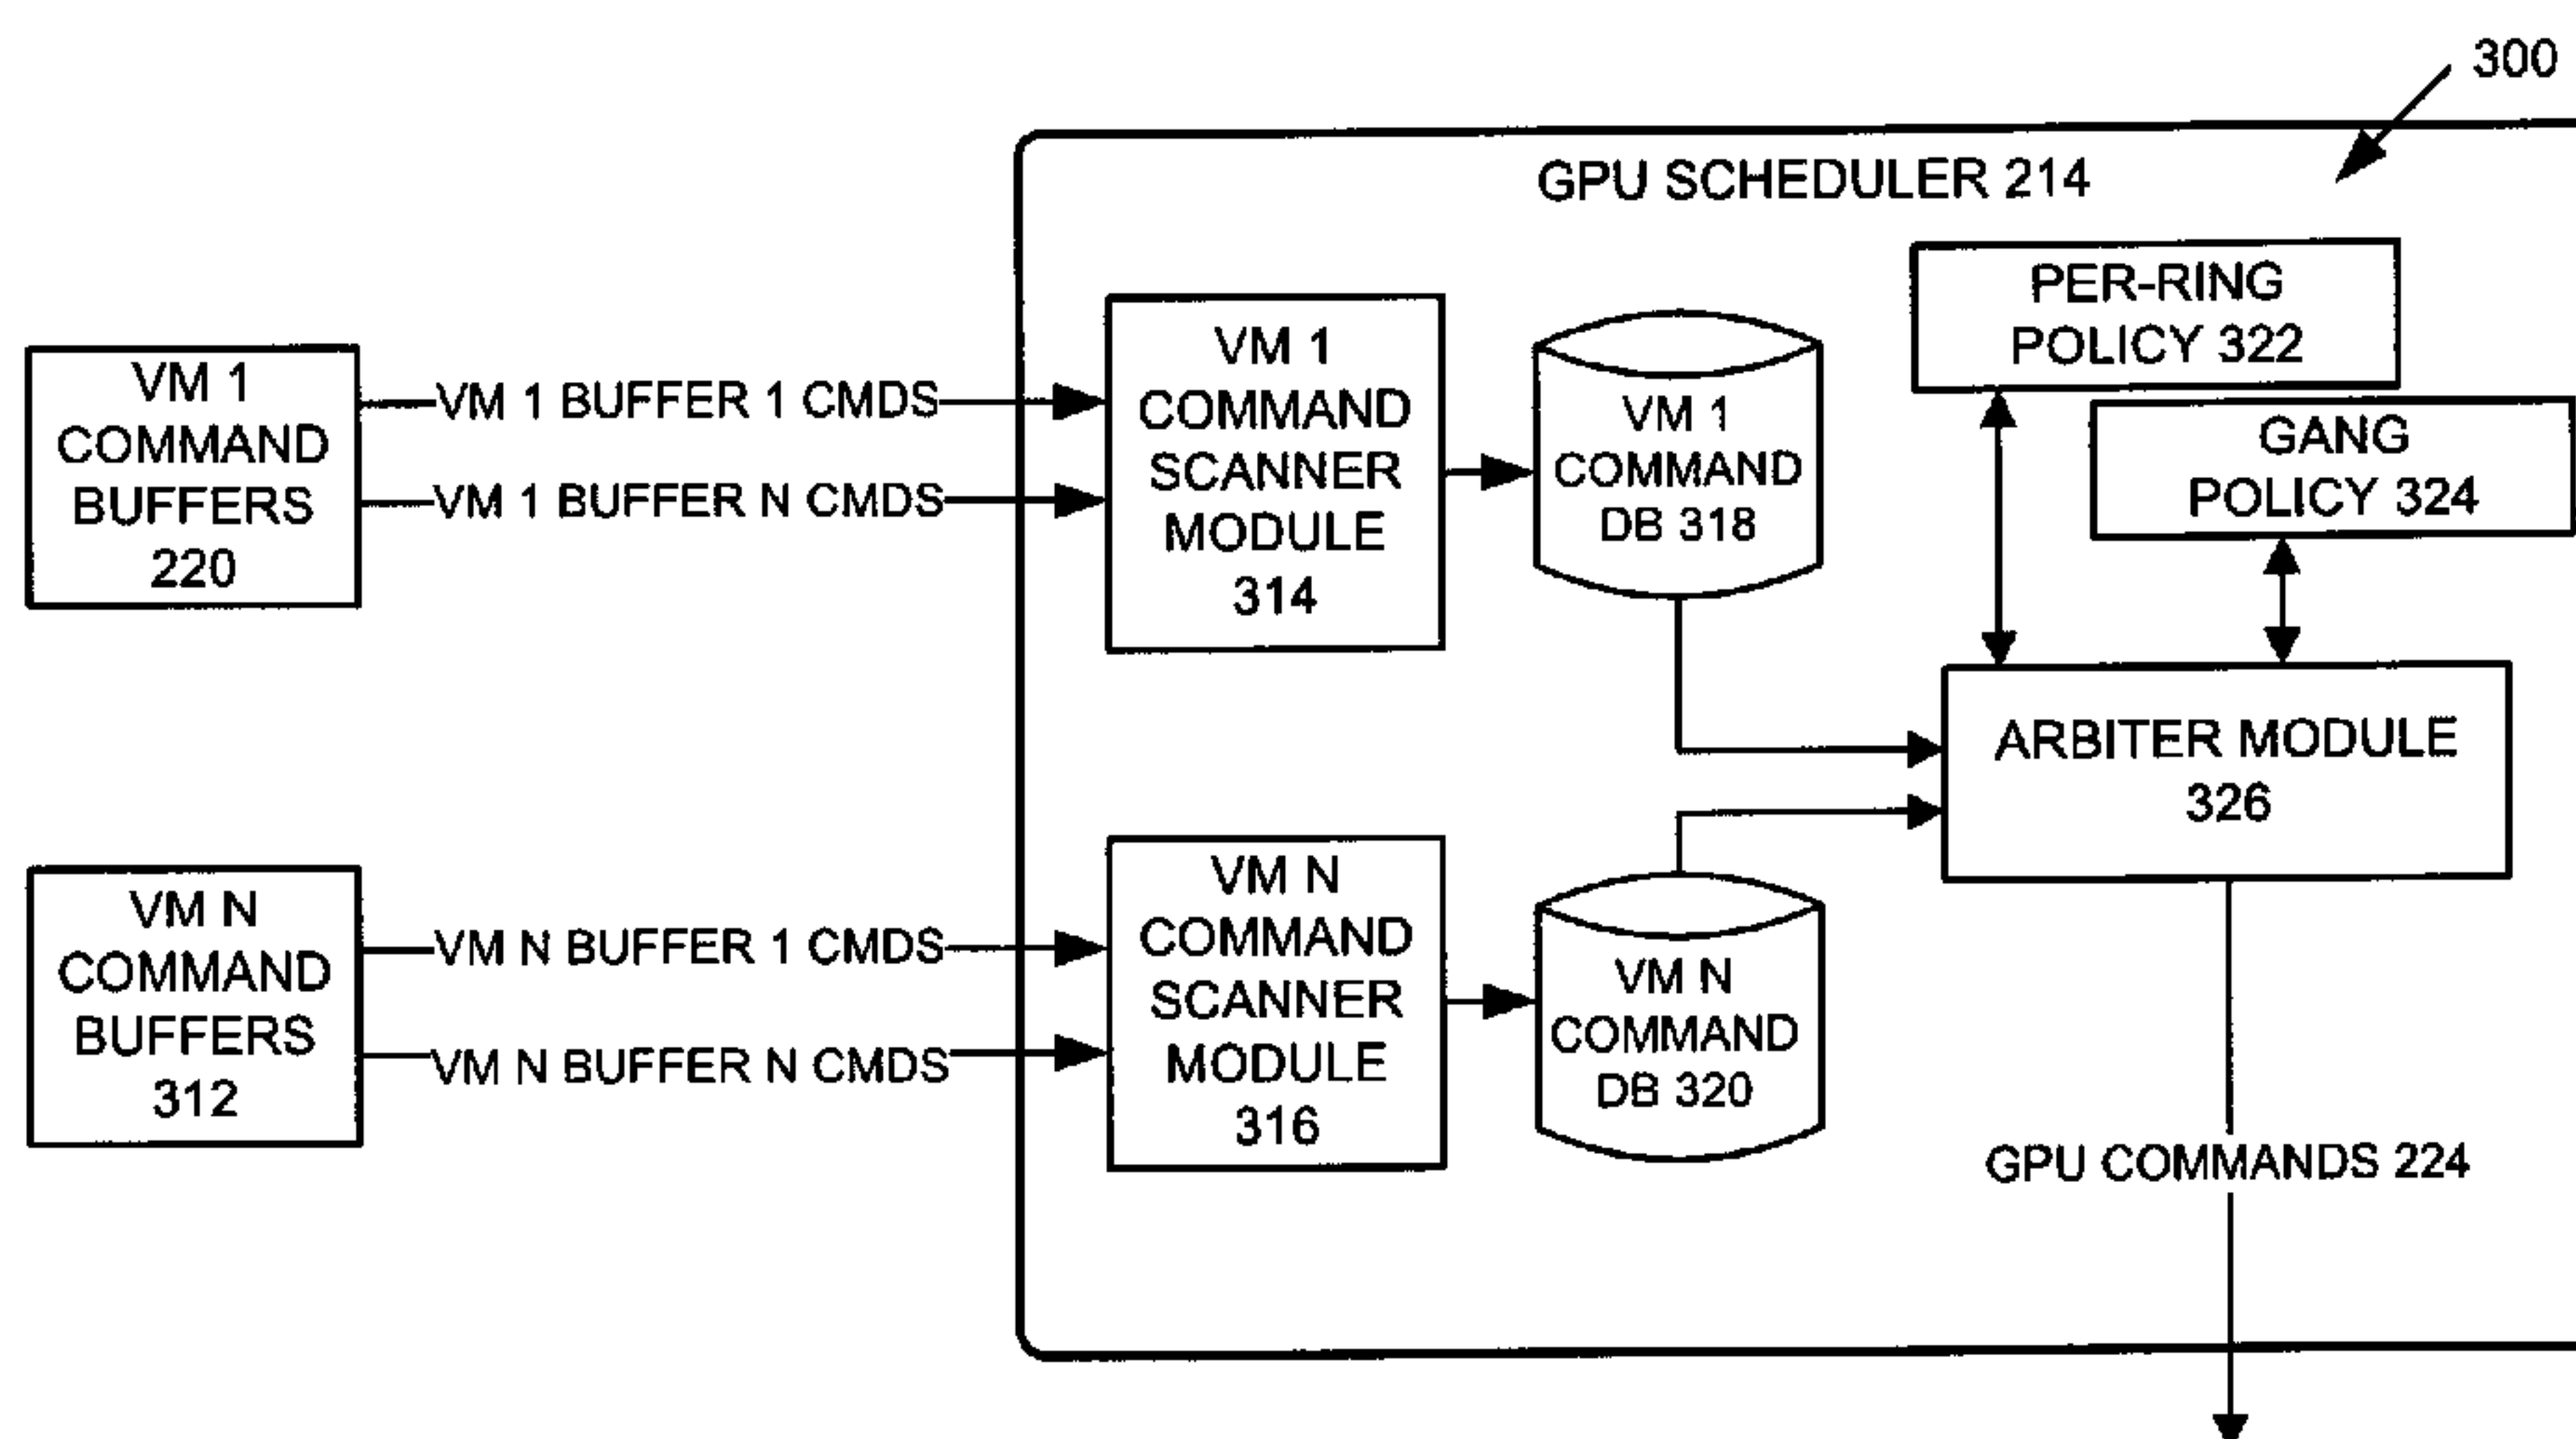 300
GPU SCHEDULER 214
PER-RING
POLICY 322
GANG
POLICY 324
VM 1
COMMAND
BUFFERS
220
VM 1 BUFFER 1 CMDS
VM 1 BUFFER N CMDS
VM 1
COMMAND
SCANNER
MODULE
314
VM 1
COMMAND
DB 318
ARBITER MODULE
326
VM N
COMMAND
BUFFERS
312
VM N BUFFER 1 CMDS
VM N BUFFER N CMDS
VM N
COMMAND
SCANNER
MODULE
316
VM N
COMMAND
DB 320
GPU COMMANDS 224